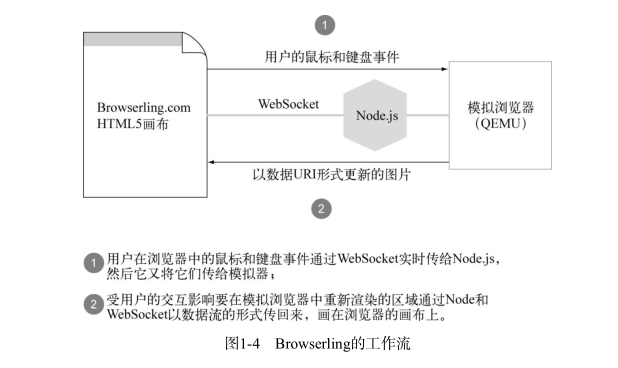 1
用户的鼠标和键盘事件
Browserling.com
HTML5画布
WebSocket
Node.js
模拟浏览器
（QEMU）
以数据URI形式更新的图片
2
1 用户在浏览器中的鼠标和键盘事件通过WebSocket实时传给Node.js，
然后它又将它们传给模拟器；
2 受用户的交互影响要在模拟浏览器中重新渲染的区域通过Node和
WebSocket以数据流的形式传回来，画在浏览器的画布上。
图1-4 Browserling的工作流